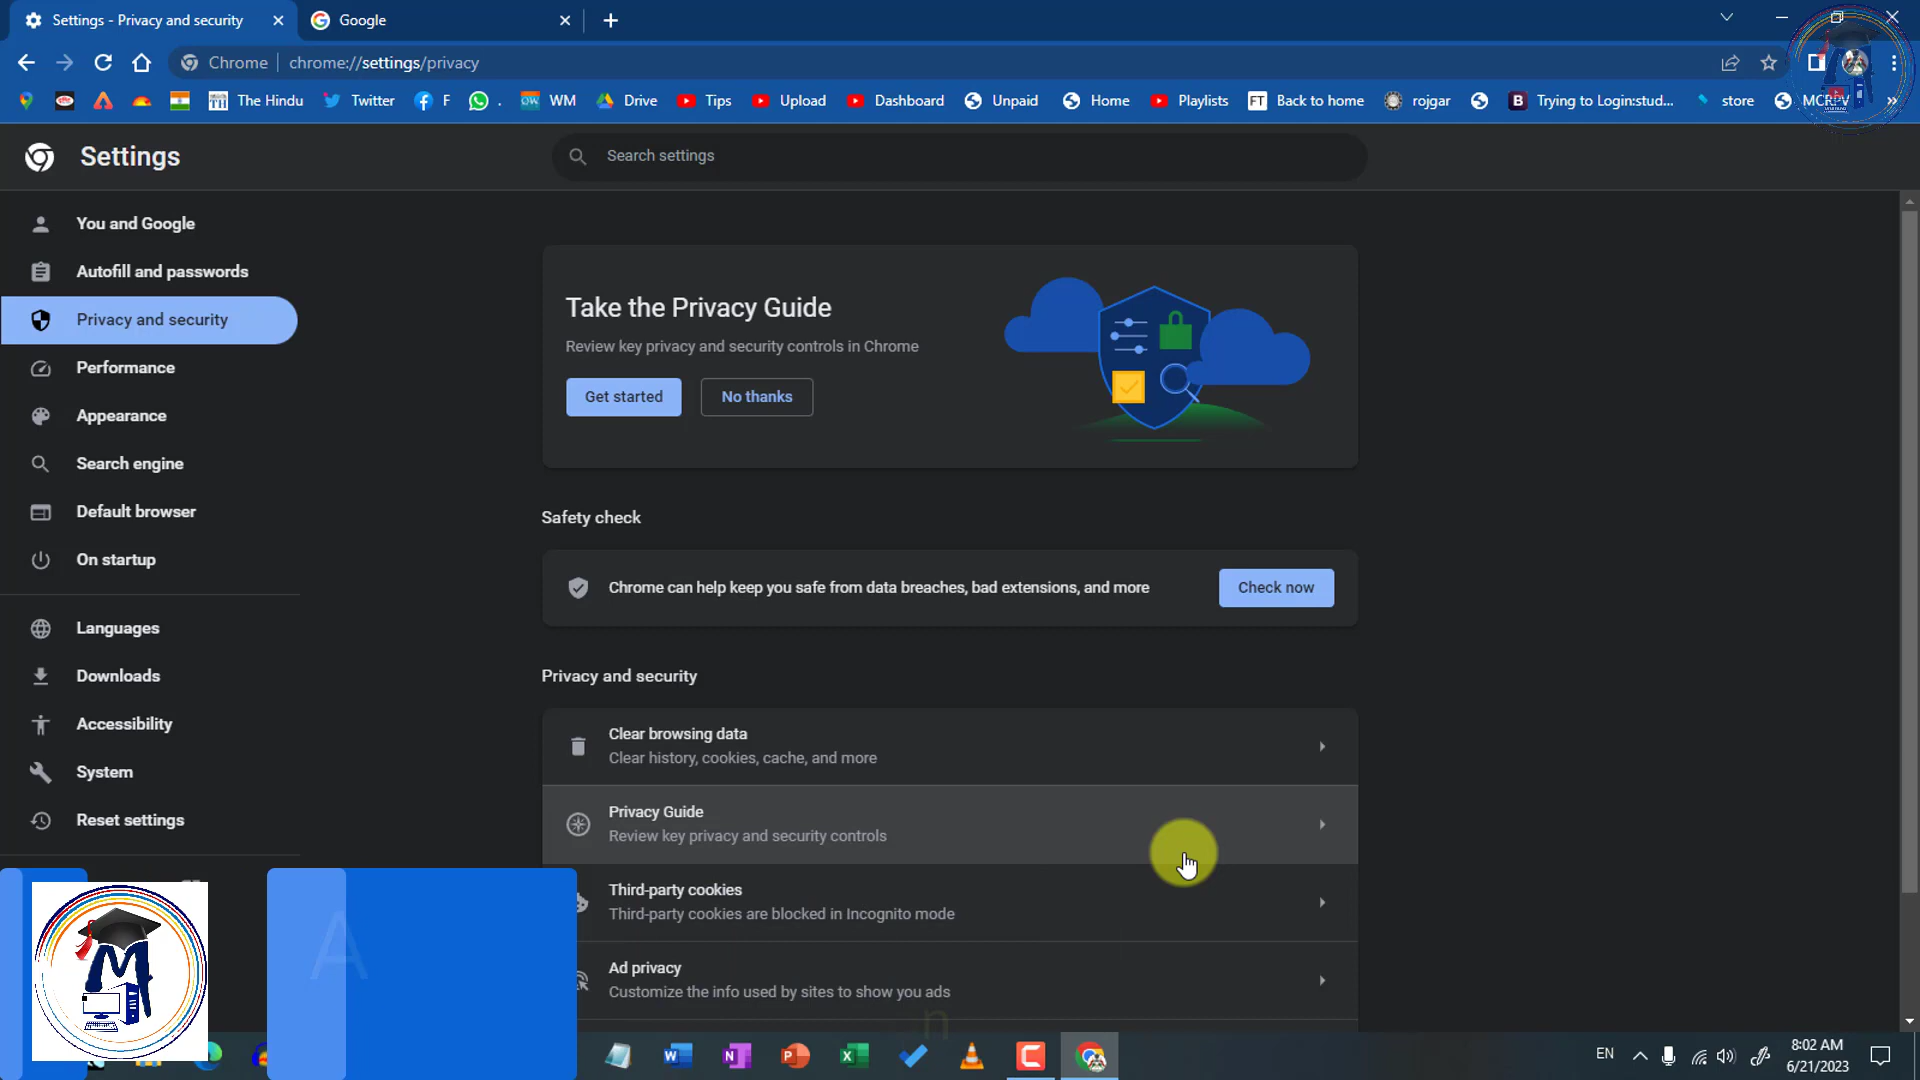 Settings - Privacy and security
Google
Chrome
chrome://settings/privacy
The Hindu
Twitter
F
.
WM
Drive
Tips
Upload
Dashboard
Unpaid
Home
Playlists
FT
Back to home
rojgar
B
Trying to Login:stud...
store
MCRPV
»
Settings
Search settings
You and Google
Autofill and passwords
Privacy and security
Performance
Appearance
Search engine
Default browser
On startup
Languages
Downloads
Accessibility
System
Reset settings
Take the Privacy Guide
Review key privacy and security controls in Chrome
Get started
No thanks
Safety check
Chrome can help keep you safe from data breaches, bad extensions, and more
Check now
Privacy and security
Clear browsing data
Clear history, cookies, cache, and more
Privacy Guide
Review key privacy and security controls
Third-party cookies
Third-party cookies are blocked in Incognito mode
Ad privacy
Customize the info used by sites to show you ads
M
A
n
EN
8:02 AM
6/21/2023